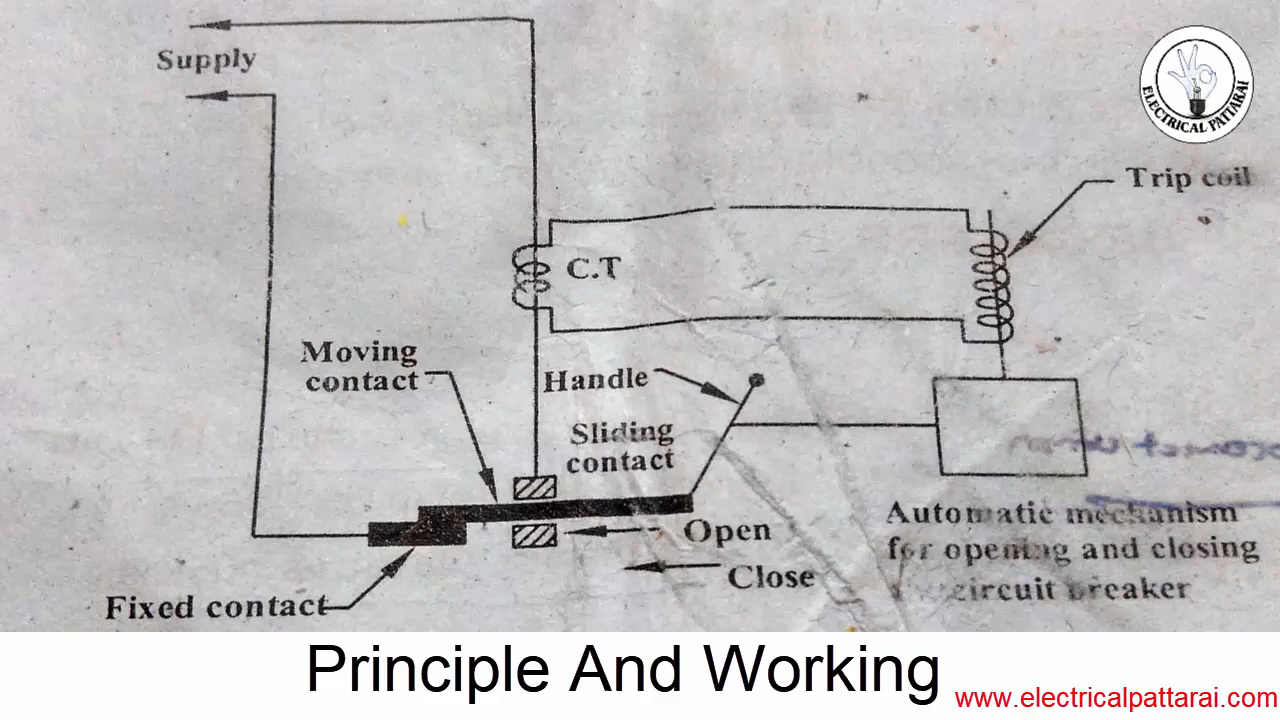 Supply
ELECTRICAL PATTARAI
Trip coil
C.T
Moving
contact
Handle
Sliding
contact
Open
Close
Automatic mechanism
for opening and closing
circuit breaker
Fixed contact
Principle And Working
www.electricalpattarai.com